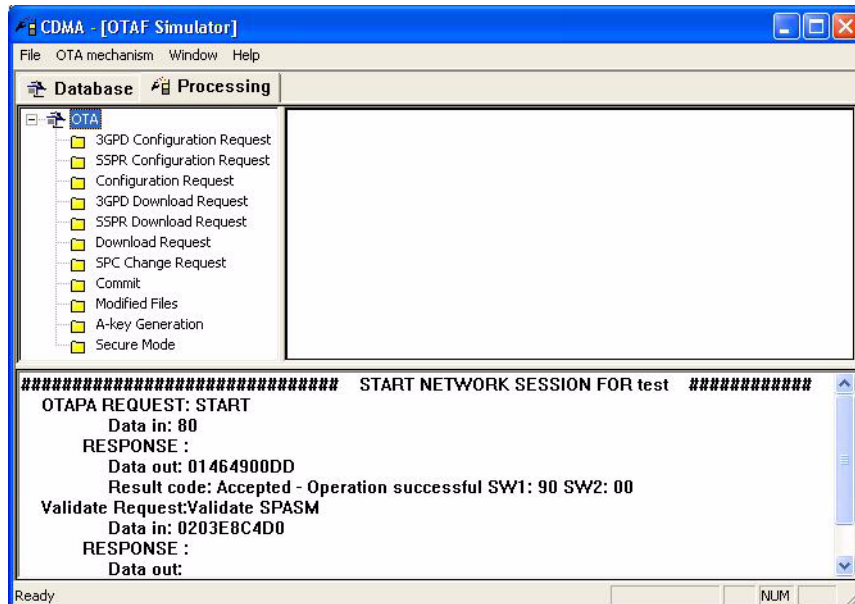 CDMA - [OTAF Simulator]
File OTA mechanism Window Help
Database Processing
OTA
3GPD Configuration Request
SSPR Configuration Request
Configuration Request
3GPD Download Request
SSPR Download Request
Download Request
SPC Change Request
Commit
Modified Files
A-key Generation
Secure Mode
############################### START NETWORK SESSION FOR test ############
OTAPA REQUEST: START
Data in: 80
RESPONSE :
Data out: 01464900DD
Result code: Accepted - Operation successful SW1: 90 SW2: 00
Validate Request:Validate SPASM
Data in: 0203E8C4D0
RESPONSE :
Data out:
Ready NUM